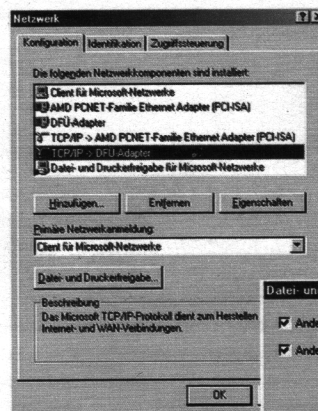 Netzwerk
Konfiguration Identifikation Zugriffssteuerung
Die folgenden Netzwerkkomponenten sind installiert:
Client für Microsoft-Netzwerke
AMD PCNET-Familie Ethernet Adapter (PCI-ISA)
DFÜ-Adapter
TCP/IP -> AMD PCNET-Familie Ethernet Adapter (PCI-ISA)
TCP/IP -> DFÜ-Adapter
Datei- und Druckerfreigabe für Microsoft-Netzwerke
Hinzufügen... Entfernen Eigenschaften
Primäre Netzwerkanmeldung:
Client für Microsoft-Netzwerke
Datei- und Druckerfreigabe...
Datei- un
Beschreibung
Das Microsoft TCP/IP-Protokoll dient zum Herstellen
Internet- und WAN-Verbindungen.
Ande
Ande
OK